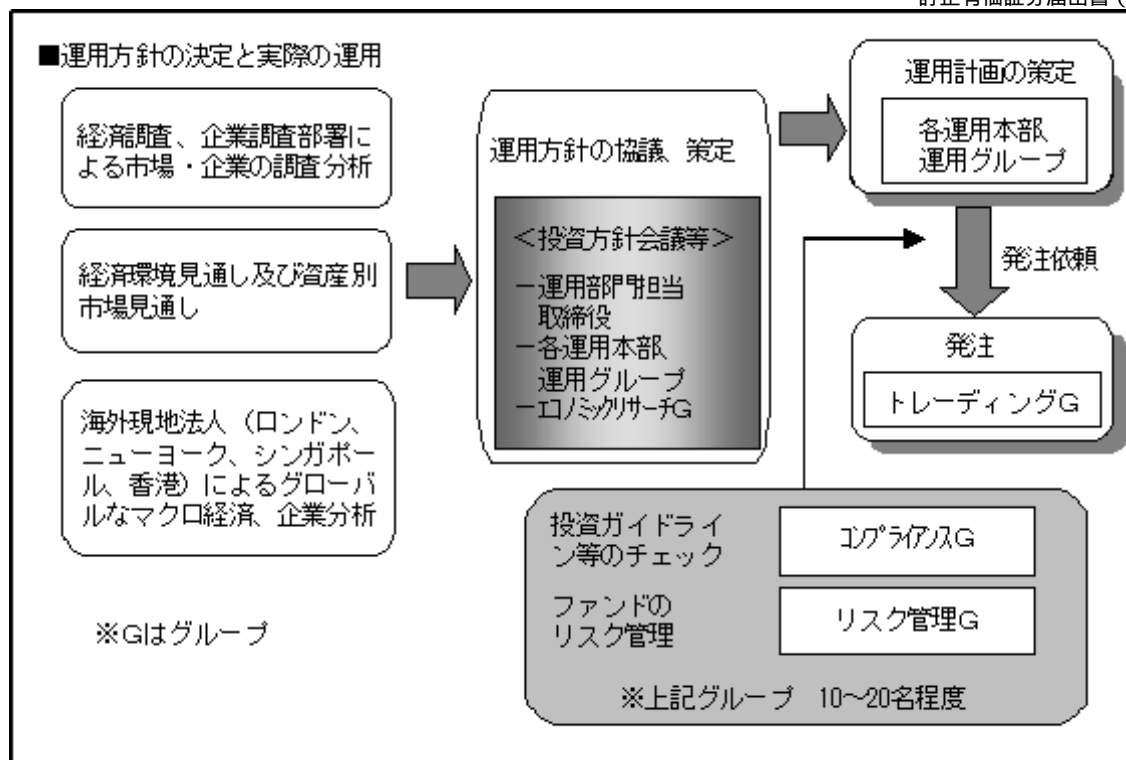 訂正有価証券届出書(
■運用方針の決定と実際の運用
経済調査、企業調査部署に
よる市場・企業の調査分析
経済環境見通し及び資産別
市場見通し
海外現地法人(ロンドン、
ニューヨーク、シンガポー
ル、香港)によるグローバ
ルなマクロ経済、企業分析
※Gはグループ
運用方針の協議、策定
<投資方針会議等>
-運用部門担当
取締役
-各運用本部、
運用グループ
-エコノミックリサーチG
運用計画の策定
各運用本部、
運用グループ
発注依頼
発注
トレーディングG
投資ガイドライ
ン等のチェック
コンプライアンスG
ファンドの
リスク管理
リスク管理G
※上記グループ 10~20名程度